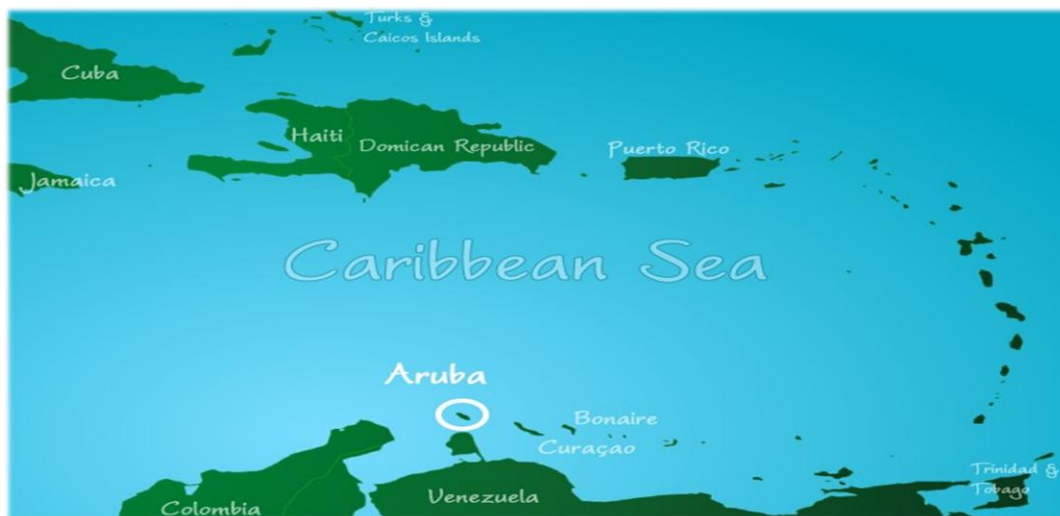 Turks &
Caicos Islands
Cuba
Haiti
Domican Republic
Puerto Rico
Jamaica
Caribbean Sea
Aruba
Bonaire
Curaçao
Trinidad &
Tobago
Venezuela
Colombia